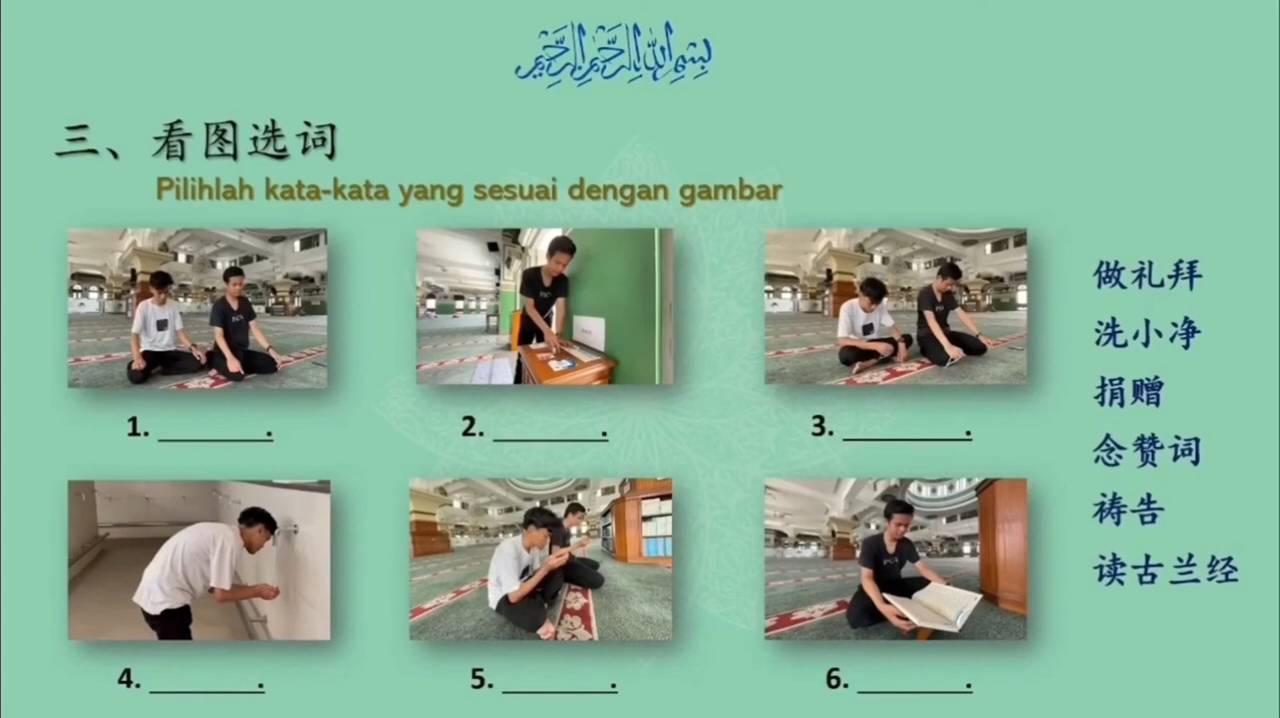 بسم الله الرحمن الرحيم
三、看图选词
Pilihlah kata-kata yang sesuai dengan gambar
1. ________.
2. ________.
3. ________.
做礼拜
洗小净
捐赠
念赞词
祷告
读古兰经
4. ________.
5. ________.
6. ________.